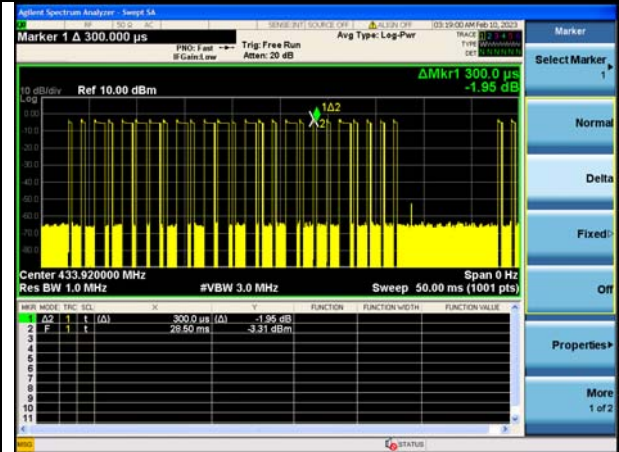 Agilent Spectrum Analyzer - Swept SA
RF 50 Ω AC SENSE:INT SOURCE OFF ALIGN OFF 03:19:00 AM Feb 10, 2023
Marker 1 Δ 300.000 µs
Avg Type: Log-Pwr
TRACE 1 2 3 4 5 6
TYPE
DET N N N N N N
PNO: Fast
IFGain:Low
Trig: Free Run
Atten: 20 dB
ΔMkr1 300.0 µs
-1.95 dB
10 dB/div Ref 10.00 dBm
Log
0.00
-10.0
-20.0
-30.0
-40.0
-50.0
-60.0
-70.0
-80.0
1Δ2
X2
Center 433.920000 MHz
Span 0 Hz
Res BW 1.0 MHz
#VBW 3.0 MHz
Sweep 50.00 ms (1001 pts)
MKR MODE TRC SCL X Y FUNCTION FUNCTION WIDTH FUNCTION VALUE
1 Δ2 1 t (Δ) 300.0 µs (Δ) -1.95 dB
2 F 1 t 28.50 ms -3.31 dBm
3
4
5
6
7
8
9
10
11
MSG
STATUS
Marker
Select Marker
1
Normal
Delta
Fixed
Off
Properties
More
1 of 2